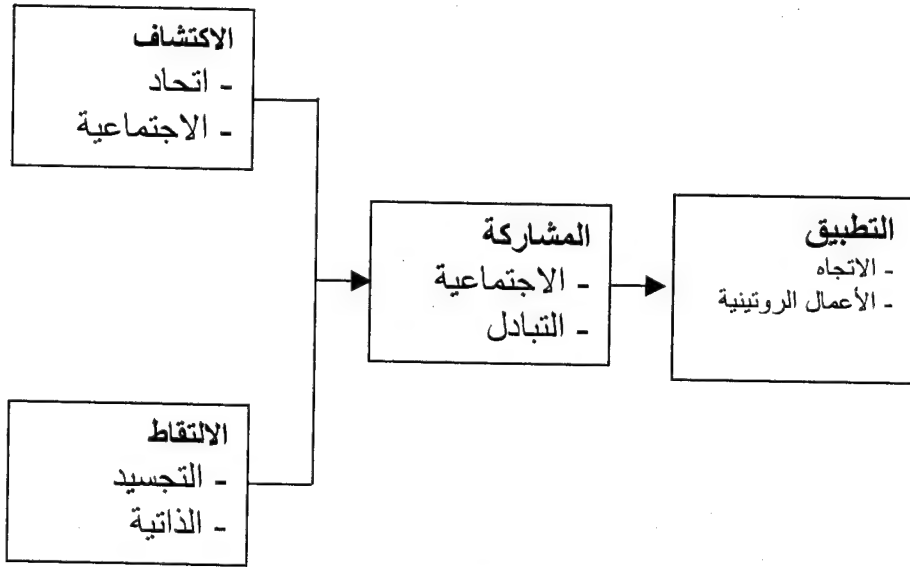 الاكتشاف
- اتحاد
- الاجتماعية
المشاركة
- الاجتماعية
- التبادل
التطبيق
- الاتجاه
- الأعمال الروتينية
الالتقاط
- التجسيد
- الذاتية